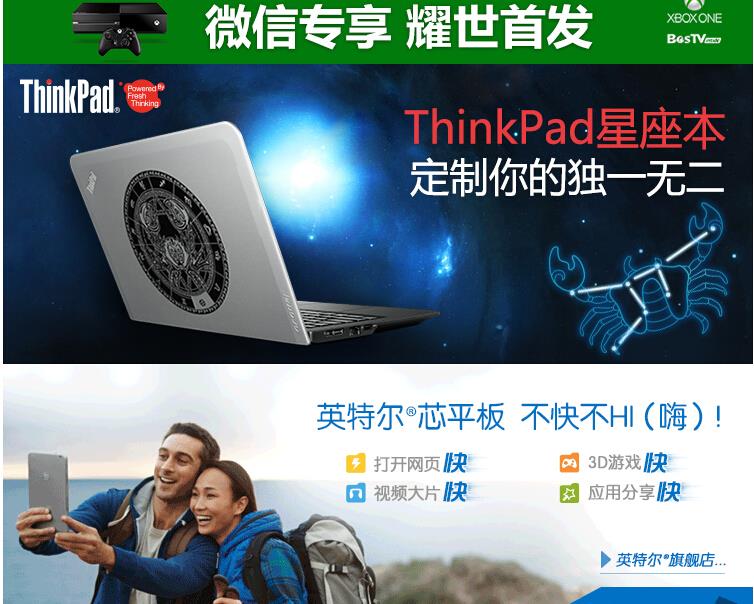 微信专享 耀世首发
XBOX ONE
BesTV
ThinkPad
Powered By
Fresh
Thinking
ThinkPad星座本
定制你的独一无二
ThinkPad
英特尔®芯平板 不快不HI（嗨）!
打开网页快
3D游戏快
视频大片快
应用分享快
英特尔®旗舰店...